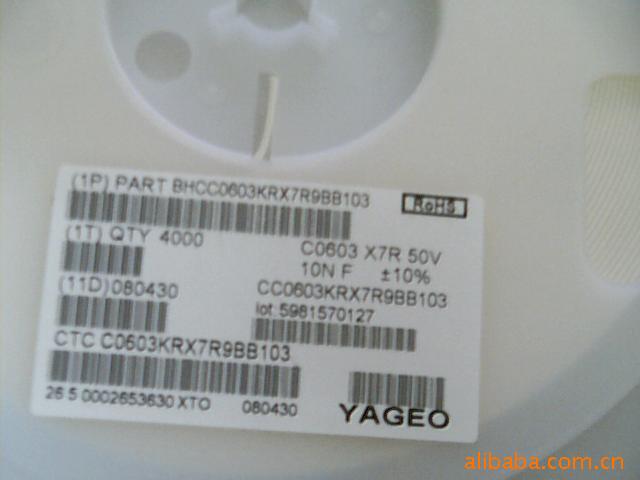 (1P) PART BHCC0603KRX7R9BB103
RoHS
(1T) QTY 4000
C0603 X7R 50V
10N F ±10%
(11D)080430
CC0603KRX7R9BB103
lot: 5981570127
CTC C0603KRX7R9BB103
26 5 0002653630 XTO 080430
YAGEO
alibaba.com.cn